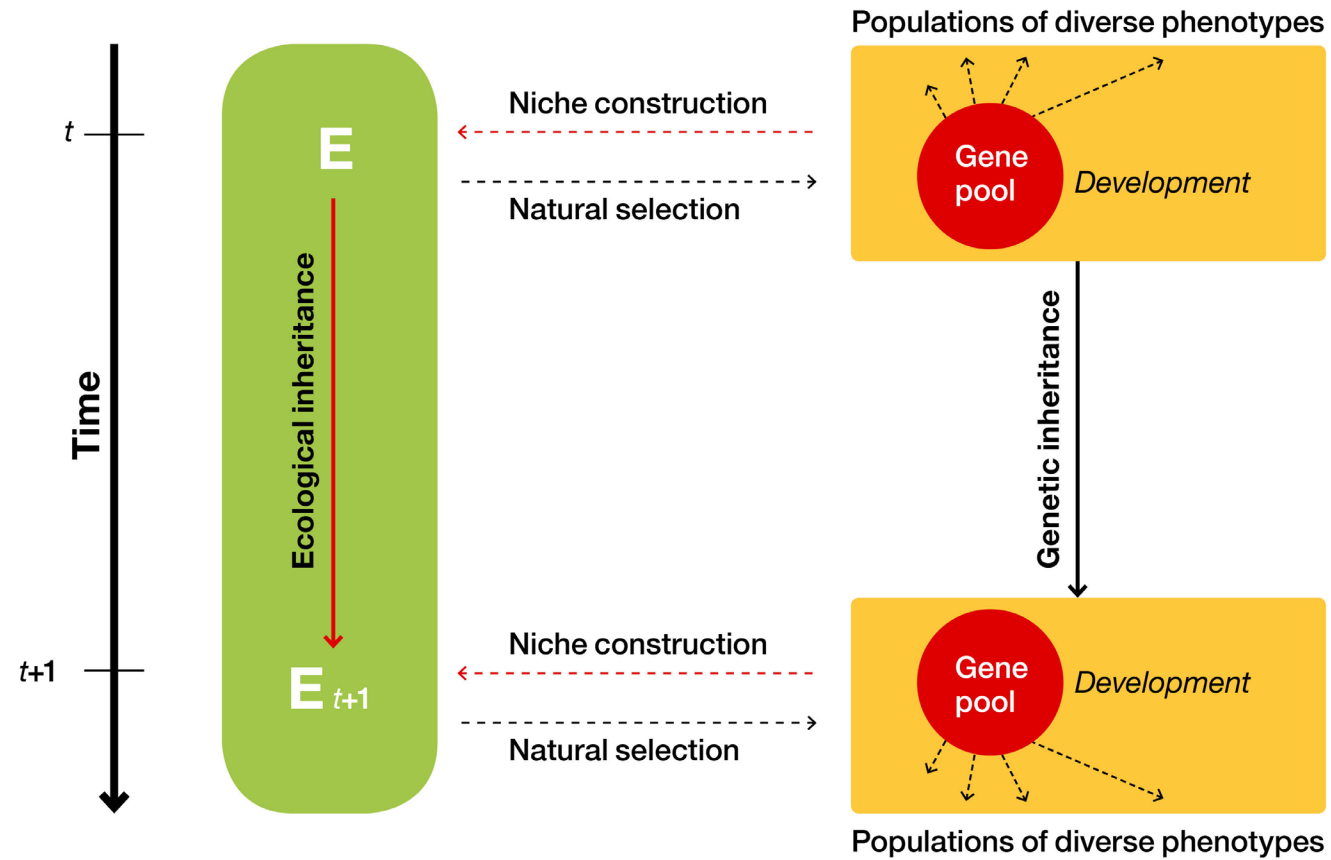 Populations of diverse phenotypes
t
E
Niche construction
Natural selection
Gene
pool
Development
Time
Ecological inheritance
Genetic inheritance
t+1
E t+1
Niche construction
Natural selection
Gene
pool
Development
Populations of diverse phenotypes